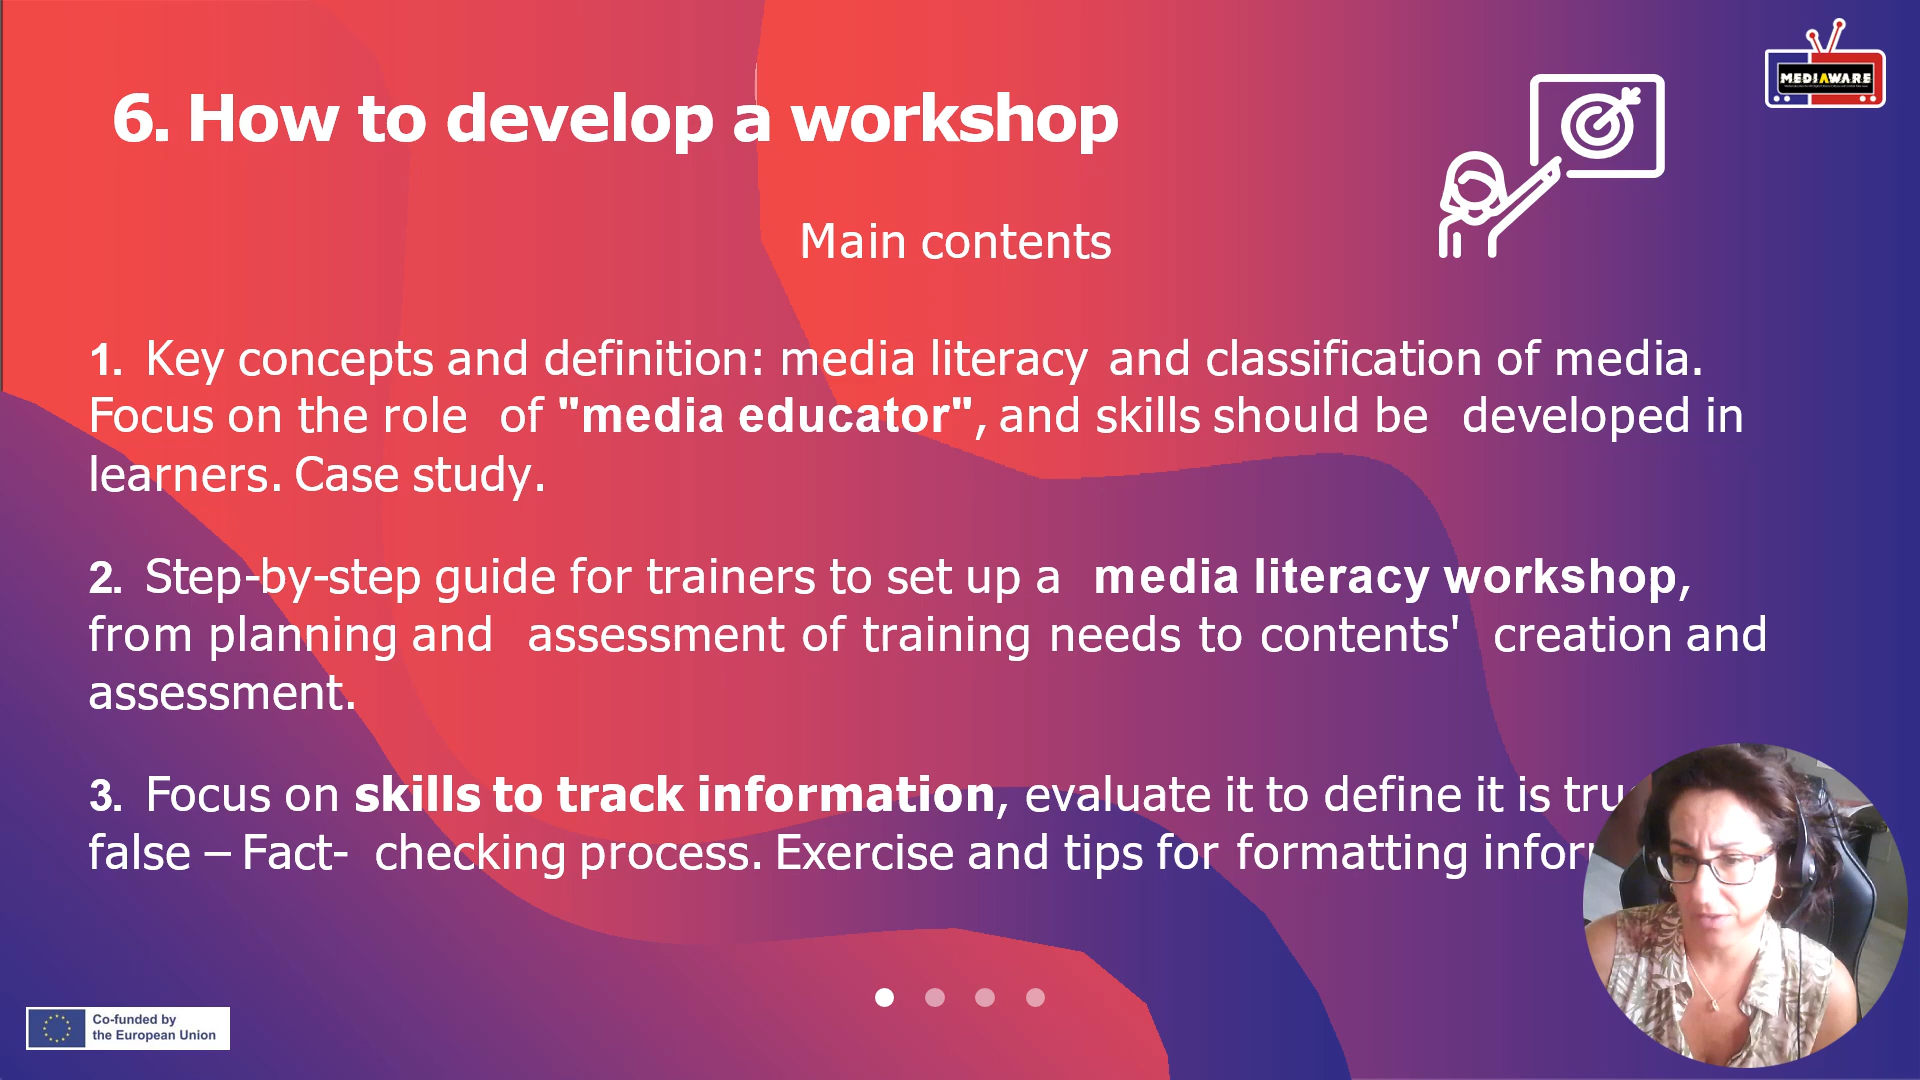 MEDIAWARE
6. How to develop a workshop
Main contents
1. Key concepts and definition: media literacy and classification of media.
Focus on the role of "media educator", and skills should be developed in
learners. Case study.
2. Step-by-step guide for trainers to set up a media literacy workshop,
from planning and assessment of training needs to contents' creation and
assessment.
3. Focus on skills to track information, evaluate it to define it is
false – Fact- checking process. Exercise and tips for formatting
Co-funded by
the European Union